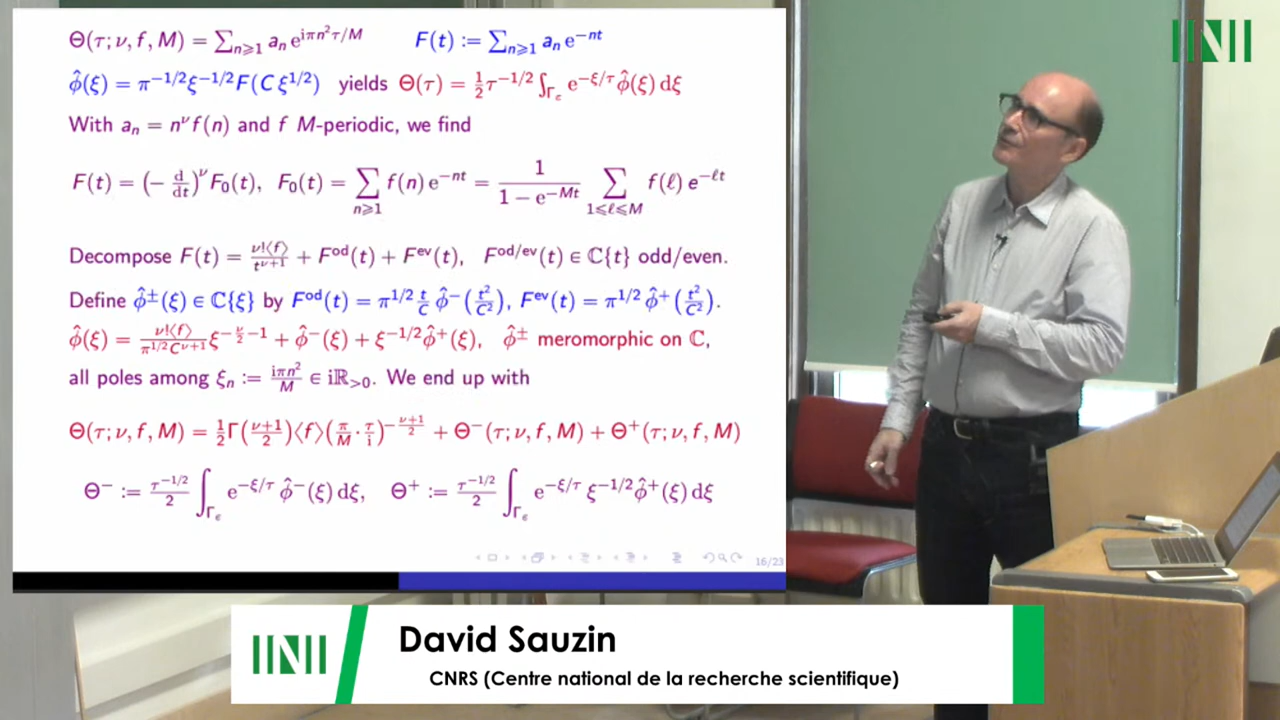 Θ(τ; ν, f, M) = ∑_{n⩾1} a_n e^{iπn²τ/M}    F(t) := ∑_{n⩾1} a_n e^{−nt}
φ̂(ξ) = π^{−1/2}ξ^{−1/2}F(C ξ^{1/2})   yields   Θ(τ) = ½τ^{−1/2} ∫_{Γ_ϵ} e^{−ξ/τ} φ̂(ξ) dξ
With a_n = n^ν f(n) and f M-periodic, we find
F(t) = (− d/dt)^ν F₀(t),   F₀(t) = ∑_{n⩾1} f(n) e^{−nt} = 1/(1 − e^{−Mt}) ∑_{1⩽ℓ⩽M} f(ℓ) e^{−ℓt}
Decompose F(t) = ν!⟨f⟩/t^{ν+1} + F^{od}(t) + F^{ev}(t),   F^{od/ev}(t) ∈ ℂ{t} odd/even.
Define φ̂^±(ξ) ∈ ℂ{ξ} by F^{od}(t) = π^{1/2} t/C φ̂^−(t²/C²), F^{ev}(t) = π^{1/2} φ̂^+(t²/C²).
φ̂(ξ) = ν!⟨f⟩/(π^{1/2}C^{ν+1}) ξ^{−ν/2−1} + φ̂^−(ξ) + ξ^{−1/2}φ̂^+(ξ),   φ̂^± meromorphic on ℂ,
all poles among ξ_n := iπn²/M ∈ iℝ_{>0}. We end up with
Θ(τ; ν, f, M) = ½Γ((ν+1)/2)⟨f⟩(π/M · τ/i)^{−(ν+1)/2} + Θ^−(τ; ν, f, M) + Θ^+(τ; ν, f, M)
Θ^− := τ^{−1/2}/2 ∫_{Γ_ϵ} e^{−ξ/τ} φ̂^−(ξ) dξ,   Θ^+ := τ^{−1/2}/2 ∫_{Γ_ϵ} e^{−ξ/τ} ξ^{−1/2}φ̂^+(ξ) dξ
16/23
David Sauzin
CNRS (Centre national de la recherche scientifique)